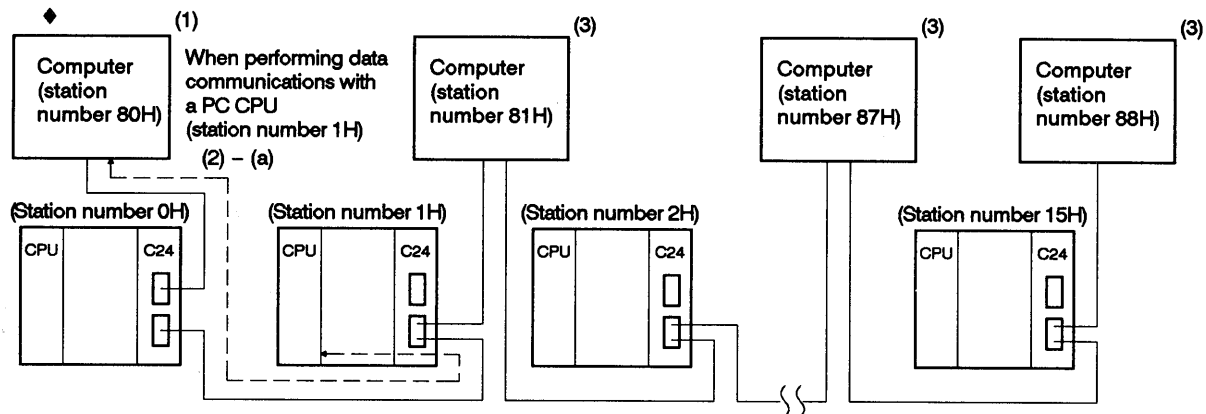 (1)
Computer
(station
number 80H)
When performing data
communications with
a PC CPU
(station number 1H)
(2) – (a)
(3)
Computer
(station
number 81H)
(3)
Computer
(station
number 87H)
(3)
Computer
(station
number 88H)
(Station number 0H)
CPU
C24
(Station number 1H)
CPU
C24
(Station number 2H)
CPU
C24
(Station number 15H)
CPU
C24